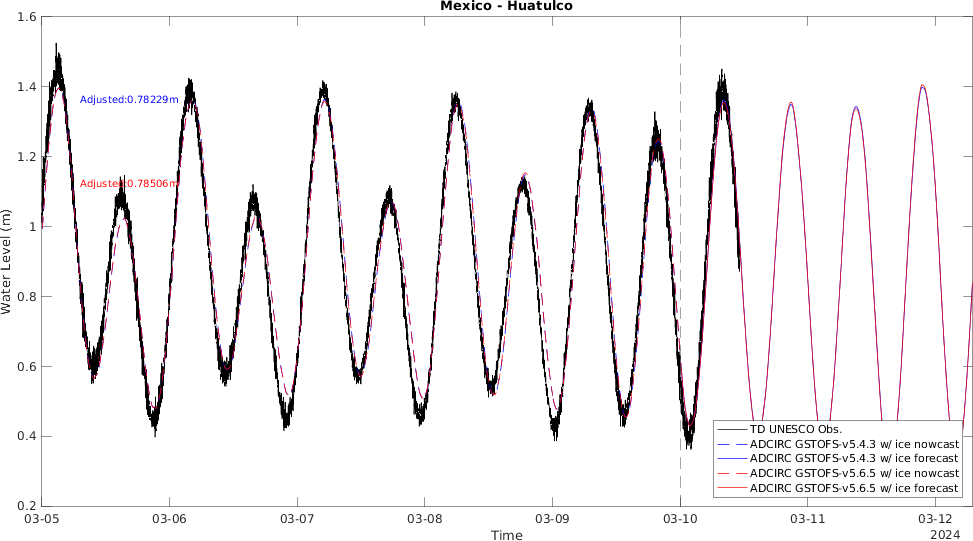 Mexico - Huatulco
1.6
1.4
1.2
1
0.8
0.6
0.4
0.2
Water Level (m)
Adjusted:0.78229m
Adjusted:0.78506m
TD UNESCO Obs.
ADCIRC GSTOFS-v5.4.3 w/ ice nowcast
ADCIRC GSTOFS-v5.4.3 w/ ice forecast
ADCIRC GSTOFS-v5.6.5 w/ ice nowcast
ADCIRC GSTOFS-v5.6.5 w/ ice forecast
03-05 03-06 03-07 03-08 03-09 03-10 03-11 03-12
2024
Time